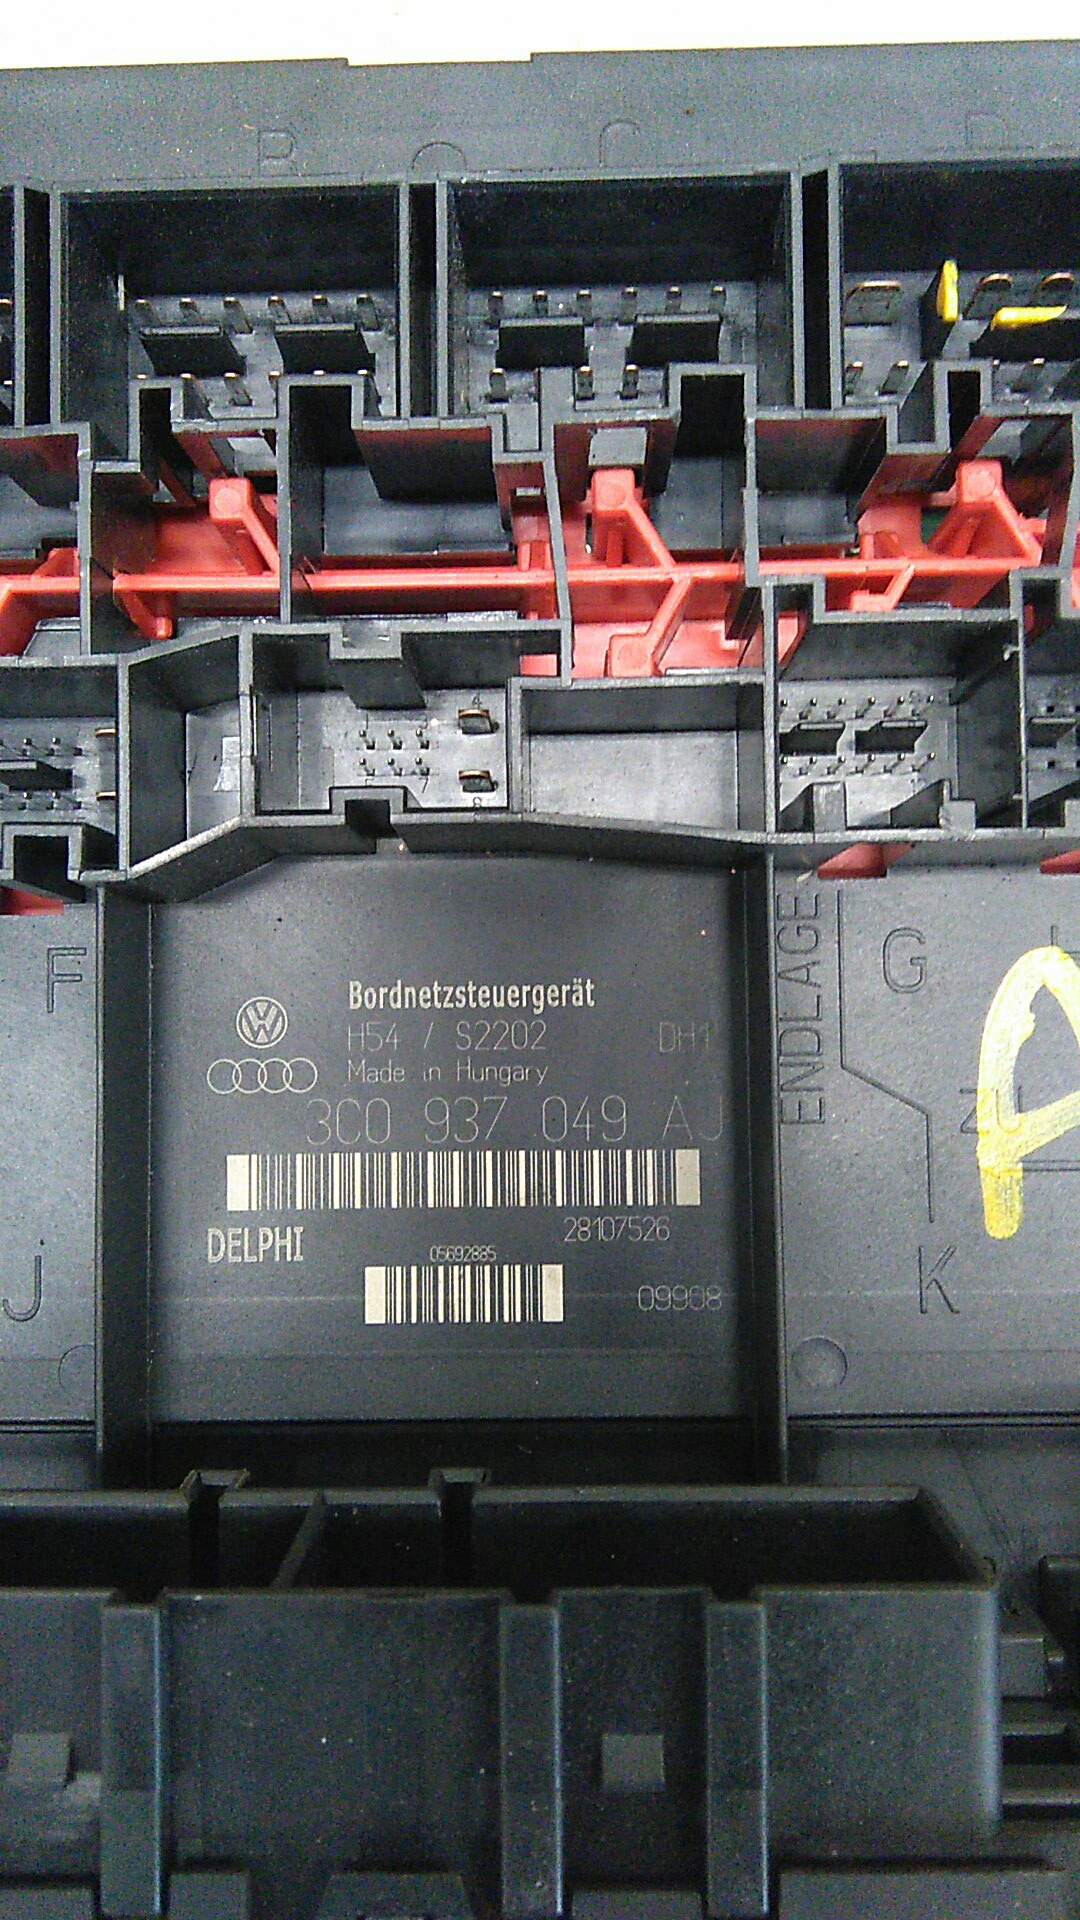 B
C
D
F
G
ENDLAGE
Bordnetzsteuergerät
H54 / S2202 DH1
Made in Hungary
3C0 937 049 AJ
28107526
DELPHI
05692885
09908
J
K